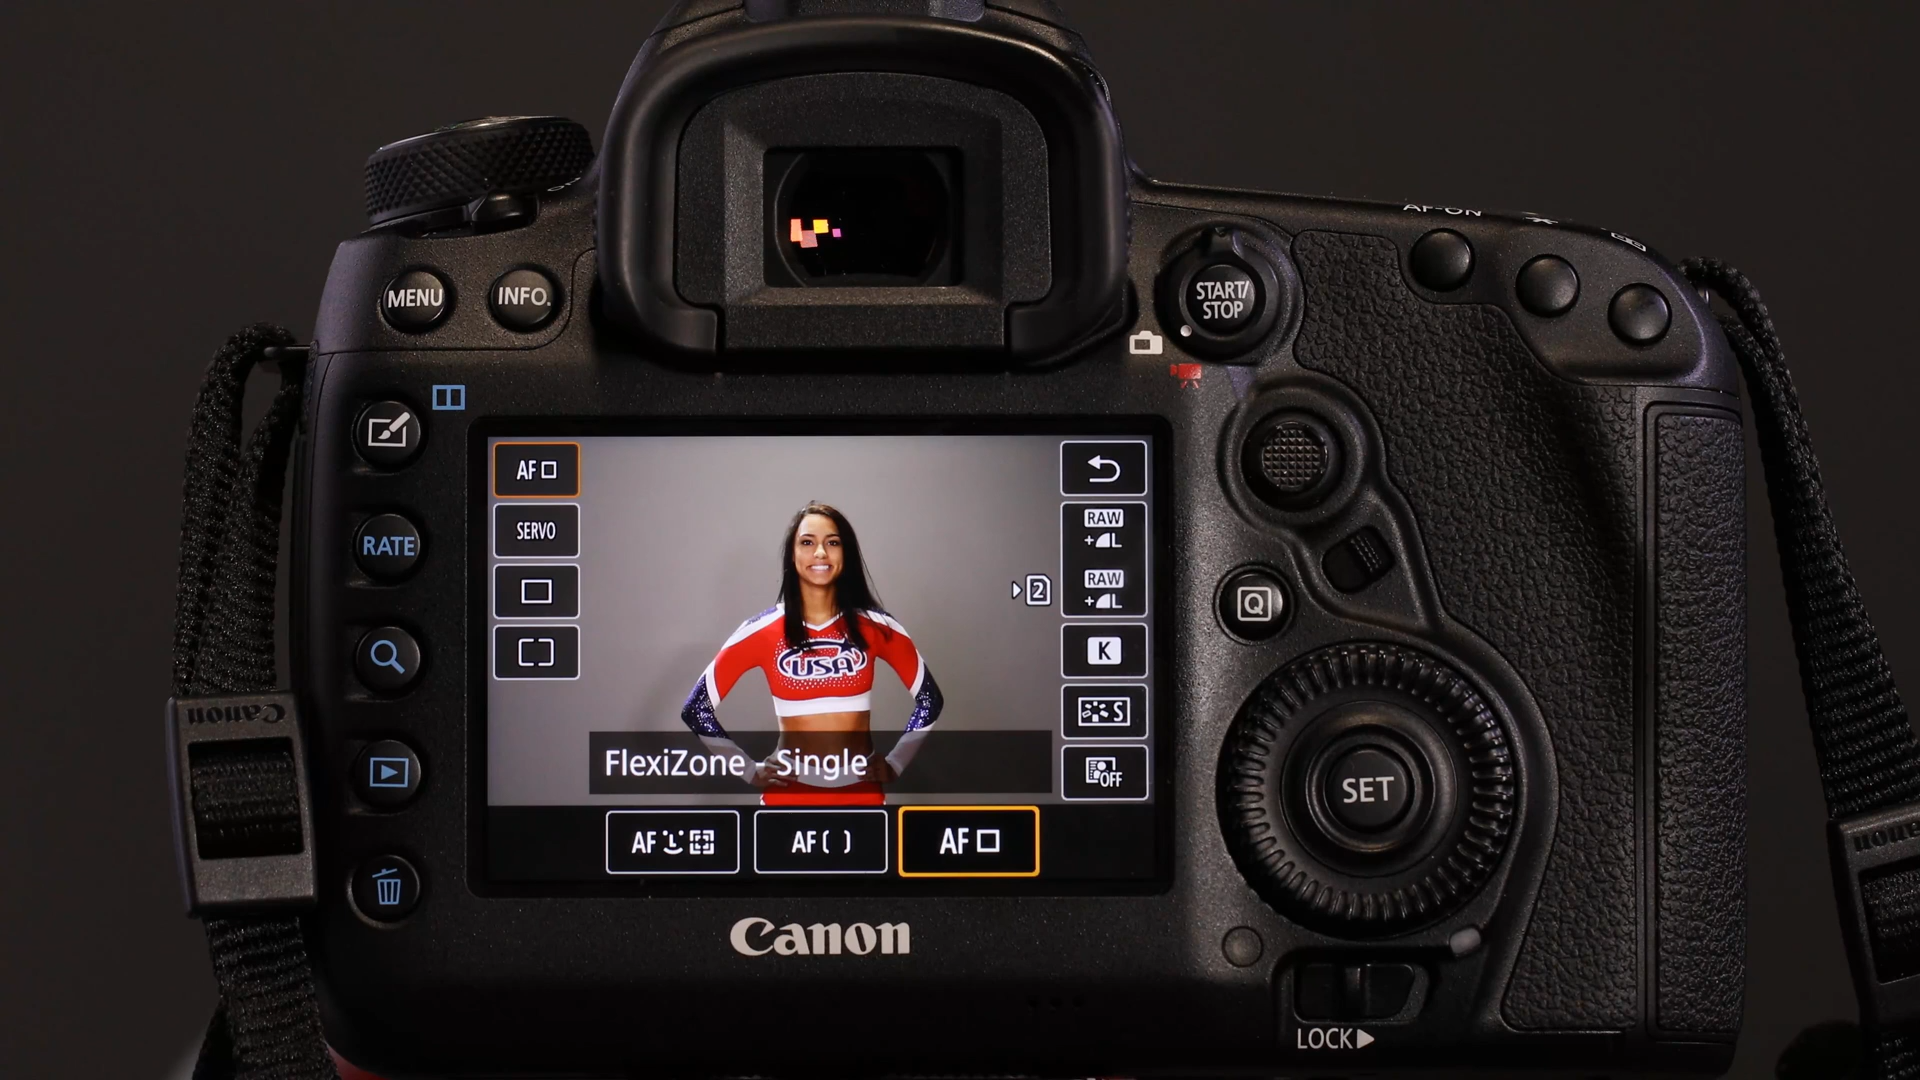 AF-ON
MENU
INFO.
START/
STOP
RATE
AF
SERVO
USA
FlexiZone - Single
2
RAW
+L
RAW
+L
K
S
OFF
AF
AF( )
AF
Q
SET
Canon
LOCK
Canon
Canon